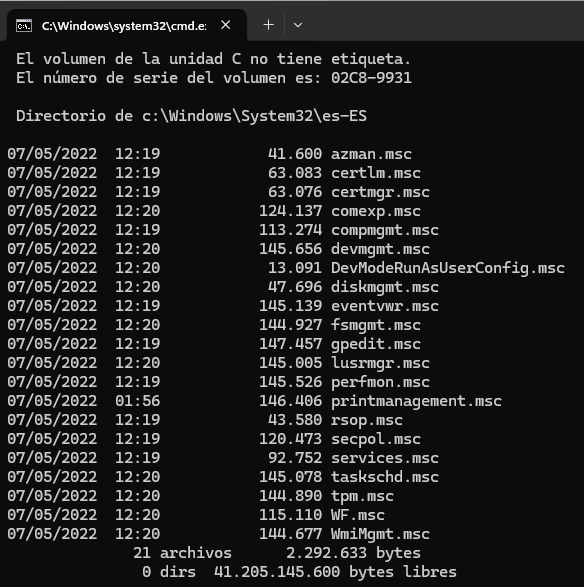 C:\Windows\system32\cmd.e:
El volumen de la unidad C no tiene etiqueta.
El número de serie del volumen es: 02C8-9931
Directorio de c:\Windows\System32\es-ES
07/05/2022  12:19            41.600 azman.msc
07/05/2022  12:19            63.083 certlm.msc
07/05/2022  12:19            63.076 certmgr.msc
07/05/2022  12:20           124.137 comexp.msc
07/05/2022  12:19           113.274 compmgmt.msc
07/05/2022  12:20           145.656 devmgmt.msc
07/05/2022  12:20            13.091 DevModeRunAsUserConfig.msc
07/05/2022  12:20            47.696 diskmgmt.msc
07/05/2022  12:19           145.139 eventvwr.msc
07/05/2022  12:20           144.927 fsmgmt.msc
07/05/2022  12:19           147.457 gpedit.msc
07/05/2022  12:20           145.005 lusrmgr.msc
07/05/2022  12:20           145.526 perfmon.msc
07/05/2022  01:56           146.406 printmanagement.msc
07/05/2022  12:19            43.580 rsop.msc
07/05/2022  12:19           120.473 secpol.msc
07/05/2022  12:19            92.752 services.msc
07/05/2022  12:20           145.078 taskschd.msc
07/05/2022  12:20           144.890 tpm.msc
07/05/2022  12:20           115.110 WF.msc
07/05/2022  12:20           144.677 WmiMgmt.msc
21 archivos      2.292.633 bytes
0 dirs  41.205.145.600 bytes libres